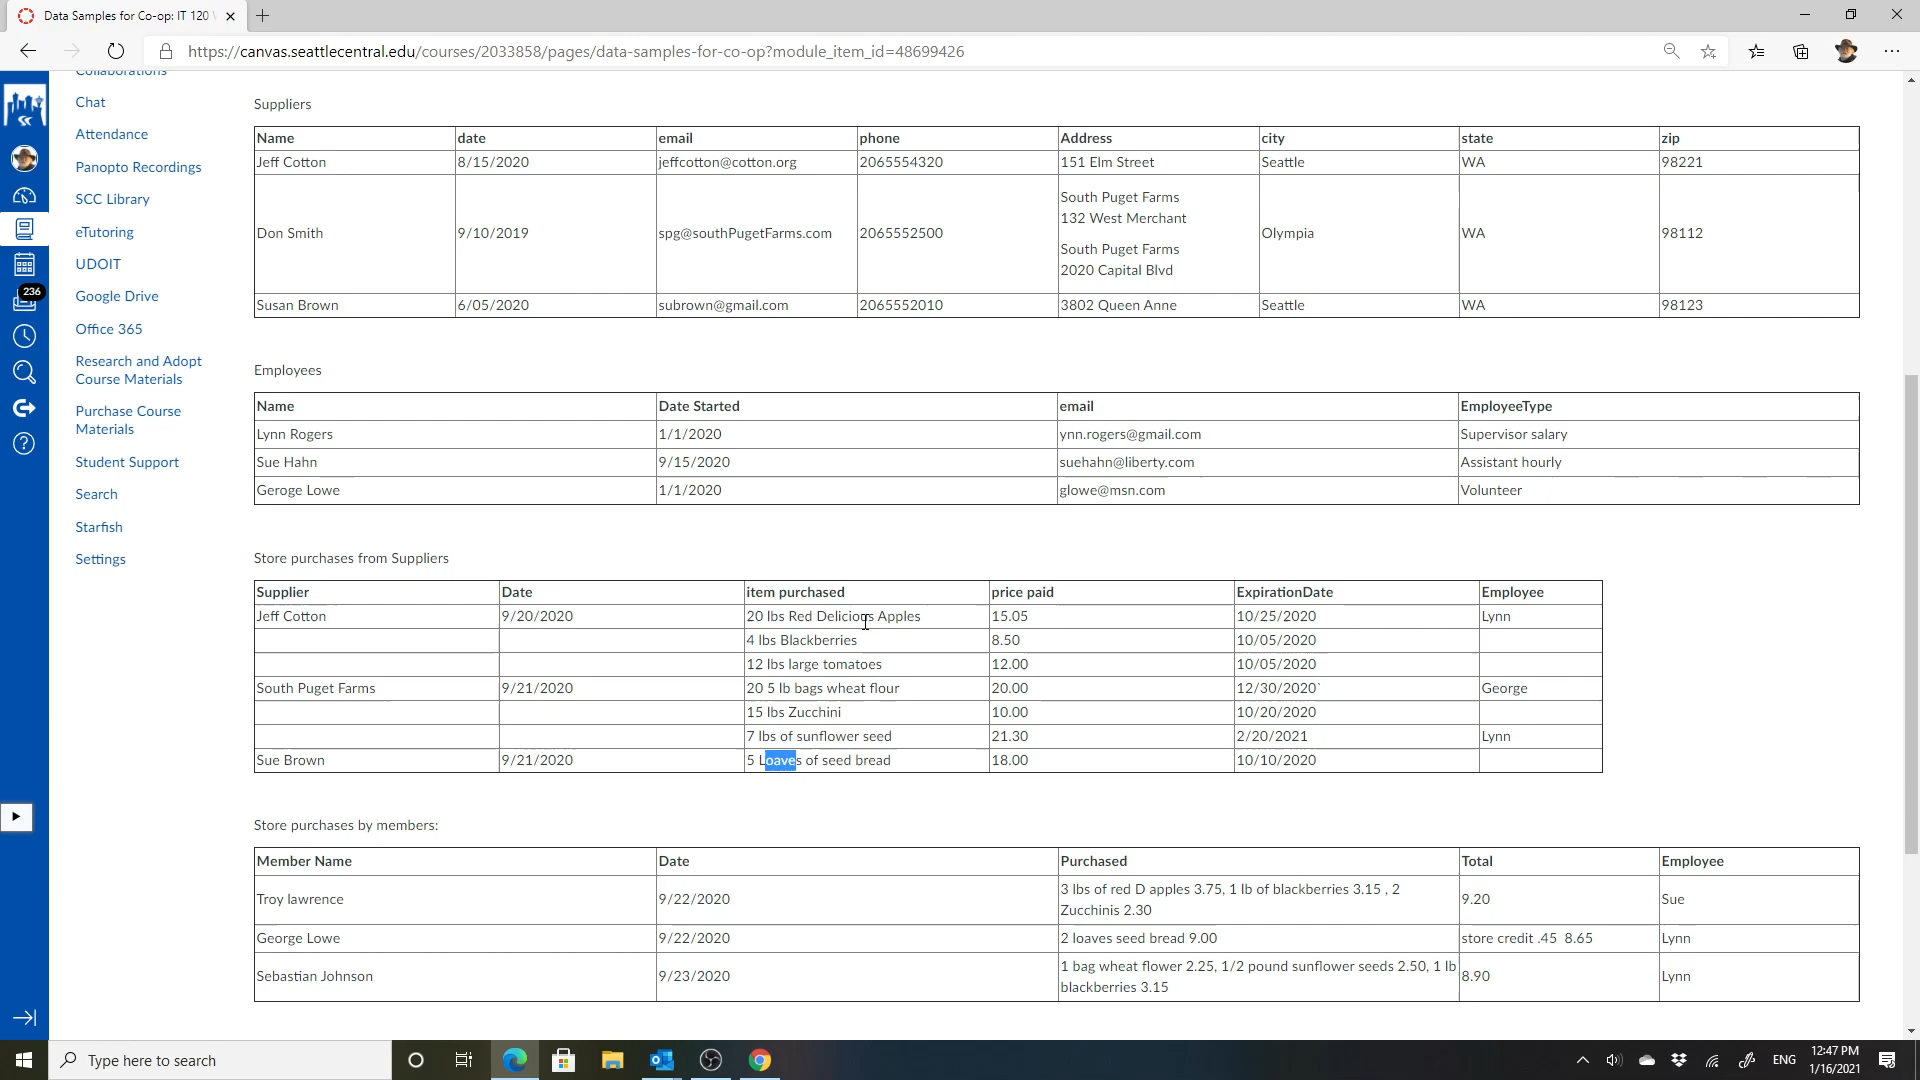 Data Samples for Co-op: IT 120
https://canvas.seattlecentral.edu/courses/2033858/pages/data-samples-for-co-op?module_item_id=48699426
Collaborations
Chat
Attendance
Panopto Recordings
SCC Library
eTutoring
UDOIT
236
Google Drive
Office 365
Research and Adopt
Course Materials
Purchase Course
Materials
Student Support
Search
Starfish
Settings
Suppliers
Name date email phone Address city state zip
Jeff Cotton 8/15/2020 jeffcotton@cotton.org 2065554320 151 Elm Street Seattle WA 98221
South Puget Farms
132 West Merchant
Don Smith 9/10/2019 spg@southPugetFarms.com 2065552500 Olympia WA 98112
South Puget Farms
2020 Capital Blvd
Susan Brown 6/05/2020 subrown@gmail.com 2065552010 3802 Queen Anne Seattle WA 98123
Employees
Name Date Started email EmployeeType
Lynn Rogers 1/1/2020 ynn.rogers@gmail.com Supervisor salary
Sue Hahn 9/15/2020 suehahn@liberty.com Assistant hourly
Geroge Lowe 1/1/2020 glowe@msn.com Volunteer
Store purchases from Suppliers
Supplier Date item purchased price paid ExpirationDate Employee
Jeff Cotton 9/20/2020 20 lbs Red Delicious Apples 15.05 10/25/2020 Lynn
4 lbs Blackberries 8.50 10/05/2020
12 lbs large tomatoes 12.00 10/05/2020
South Puget Farms 9/21/2020 20 5 lb bags wheat flour 20.00 12/30/2020` George
15 lbs Zucchini 10.00 10/20/2020
7 lbs of sunflower seed 21.30 2/20/2021 Lynn
Sue Brown 9/21/2020 5 Loaves of seed bread 18.00 10/10/2020
Store purchases by members:
Member Name Date Purchased Total Employee
Troy lawrence 9/22/2020 3 lbs of red D apples 3.75, 1 lb of blackberries 3.15 , 2 9.20 Sue
Zucchinis 2.30
George Lowe 9/22/2020 2 loaves seed bread 9.00 store credit .45 8.65 Lynn
Sebastian Johnson 9/23/2020 1 bag wheat flower 2.25, 1/2 pound sunflower seeds 2.50, 1 lb 8.90 Lynn
blackberries 3.15
Type here to search
ENG
12:47 PM
1/16/2021